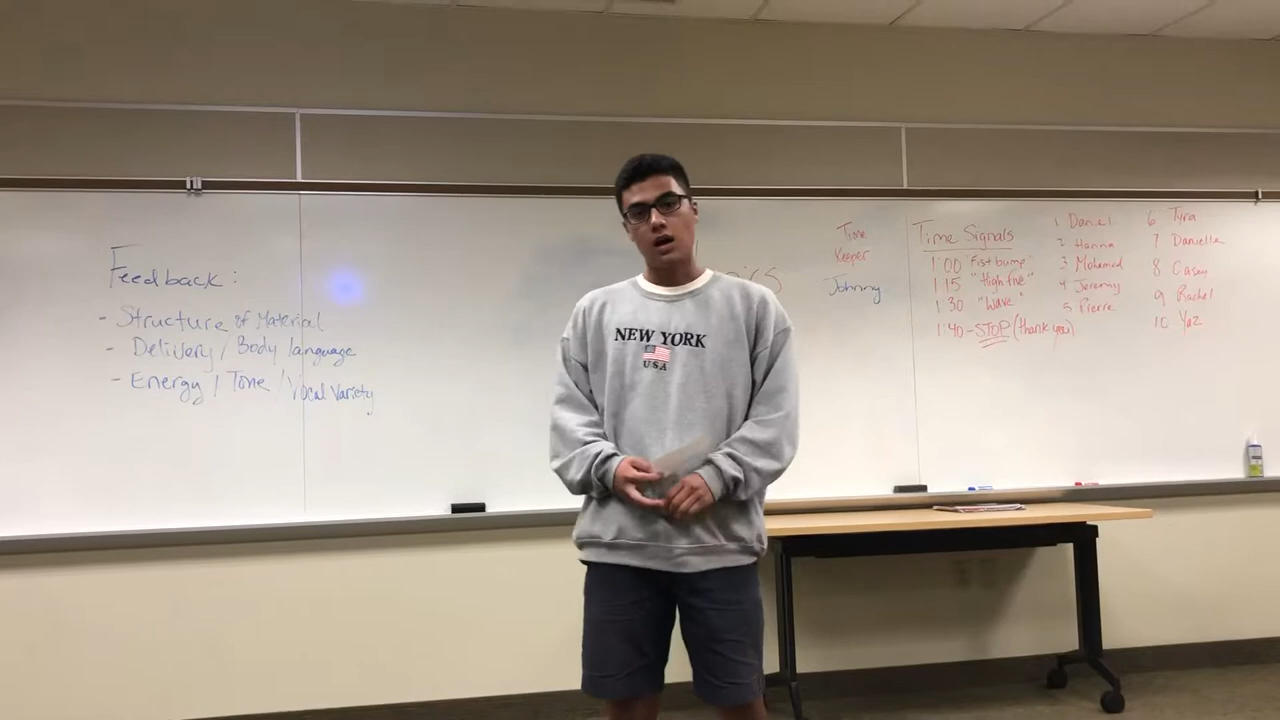 Feedback:
- Structure of Material
- Delivery / Body language
- Energy / Tone / Vocal Variety
NEW YORK
USA
Time
Keeper
Johnny
Time Signals
1:00 "Fist bump"
1:15 "High five"
1:30 "Wave"
1:40 - STOP (thank you)
1 Daniel
2 Hanna
3 Mohamed
4 Jeremy
5 Pierre
6 Tyra
7 Danielle
8 Casey
9 Rachel
10 Yaz